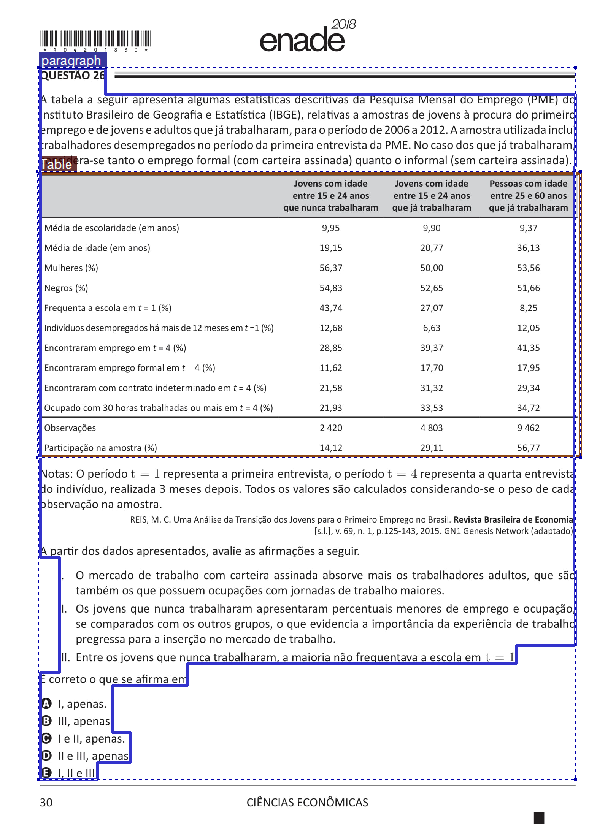 enade 2018
paragraph
QUESTÃO 26
A tabela a seguir apresenta algumas estatísticas descritivas da Pesquisa Mensal do Emprego (PME) do
Instituto Brasileiro de Geografia e Estatística (IBGE), relativas a amostras de jovens à procura do primeiro
emprego e de jovens e adultos que já trabalharam, para o período de 2006 a 2012. A amostra utilizada inclui
trabalhadores desempregados no período da primeira entrevista da PME. No caso dos que já trabalharam,
era-se tanto o emprego formal (com carteira assinada) quanto o informal (sem carteira assinada).
Table
Jovens com idade entre 15 e 24 anos que nunca trabalharam Jovens com idade entre 15 e 24 anos que já trabalharam Pessoas com idade entre 25 e 60 anos que já trabalharam
Média de escolaridade (em anos) 9,95 9,90 9,37
Média de idade (em anos) 19,15 20,77 36,13
Mulheres (%) 56,37 50,00 53,56
Negros (%) 54,83 52,65 51,66
Frequenta a escola em t = 1 (%) 43,74 27,07 8,25
Indivíduos desempregados há mais de 12 meses em t =1 (%) 12,68 6,63 12,05
Encontraram emprego em t = 4 (%) 28,85 39,37 41,35
Encontraram emprego formal em t = 4 (%) 11,62 17,70 17,95
Encontraram com contrato indeterminado em t = 4 (%) 21,58 31,32 29,34
Ocupado com 30 horas trabalhadas ou mais em t = 4 (%) 21,93 33,53 34,72
Observações 2 420 4 803 9 462
Participação na amostra (%) 14,12 29,11 56,77
Notas: O período t = 1 representa a primeira entrevista, o período t = 4 representa a quarta entrevista
do indivíduo, realizada 3 meses depois. Todos os valores são calculados considerando-se o peso de cada
observação na amostra.
REIS, M. C. Uma Análise da Transição dos Jovens para o Primeiro Emprego no Brasil. Revista Brasileira de Economia
[s.l.], v. 69, n. 1, p.125-143, 2015. GN1 Genesis Network (adaptado)
A partir dos dados apresentados, avalie as afirmações a seguir.
I. O mercado de trabalho com carteira assinada absorve mais os trabalhadores adultos, que são
também os que possuem ocupações com jornadas de trabalho maiores.
II. Os jovens que nunca trabalharam apresentaram percentuais menores de emprego e ocupação,
se comparados com os outros grupos, o que evidencia a importância da experiência de trabalho
pregressa para a inserção no mercado de trabalho.
III. Entre os jovens que nunca trabalharam, a maioria não frequentava a escola em t = 1
É correto o que se afirma em
A I, apenas.
B III, apenas
C I e II, apenas.
D II e III, apenas
E I, II e III
30 CIÊNCIAS ECONÔMICAS